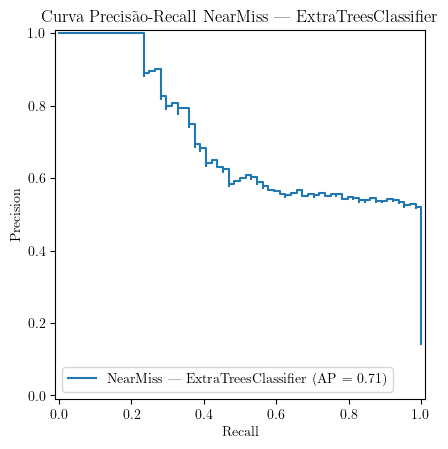 Curva Precisão-Recall NearMiss — ExtraTreesClassifier
1.0
0.8
0.6
0.4
0.2
0.0
Precision
NearMiss — ExtraTreesClassifier (AP = 0.71)
0.0 0.2 0.4 0.6 0.8 1.0
Recall